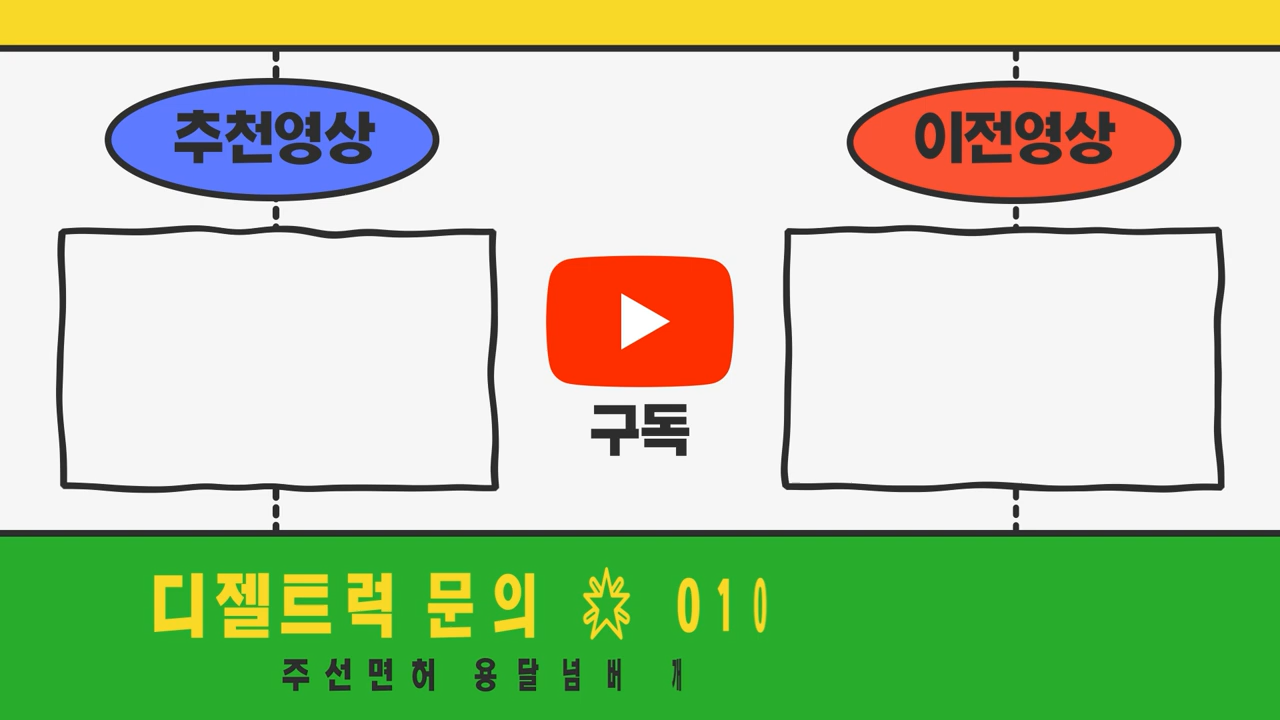 추천영상
이전영상
구독
디젤트럭 문의 010
주선면허 용달넘버 개